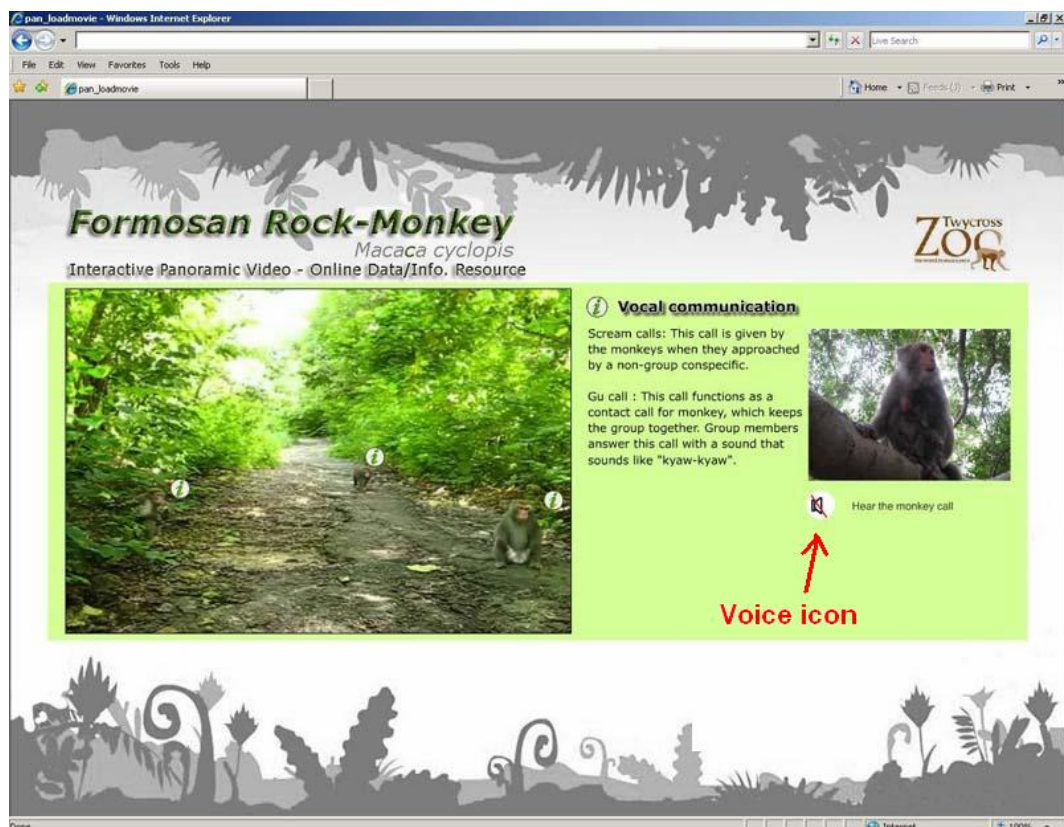 pan_loadmovie - Windows Internet Explorer
Live Search
File Edit View Favorites Tools Help
pan_loadmovie
Home Feeds (J) Print
Formosan Rock-Monkey
Macaca cyclopis
Interactive Panoramic Video - Online Data/Info. Resource
Twycross
ZOO
Vocal communication
Scream calls: This call is given by
the monkeys when they approached
by a non-group conspecific.
Gu call : This call functions as a
contact call for monkey, which keeps
the group together. Group members
answer this call with a sound that
sounds like "kyaw-kyaw".
Hear the monkey call
Voice icon
Done
Internet
100%